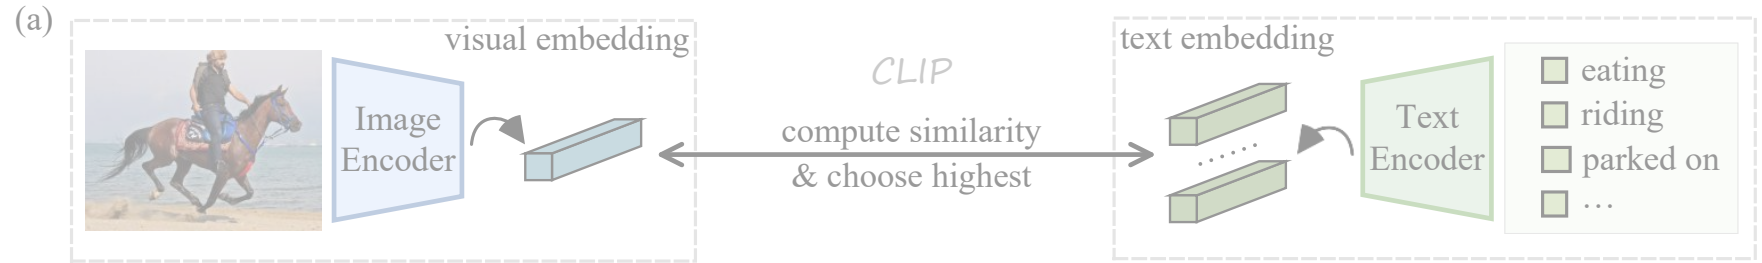 (a)
visual embedding
Image
Encoder
CLIP
compute similarity
& choose highest
text embedding
Text
Encoder
eating
riding
parked on
...